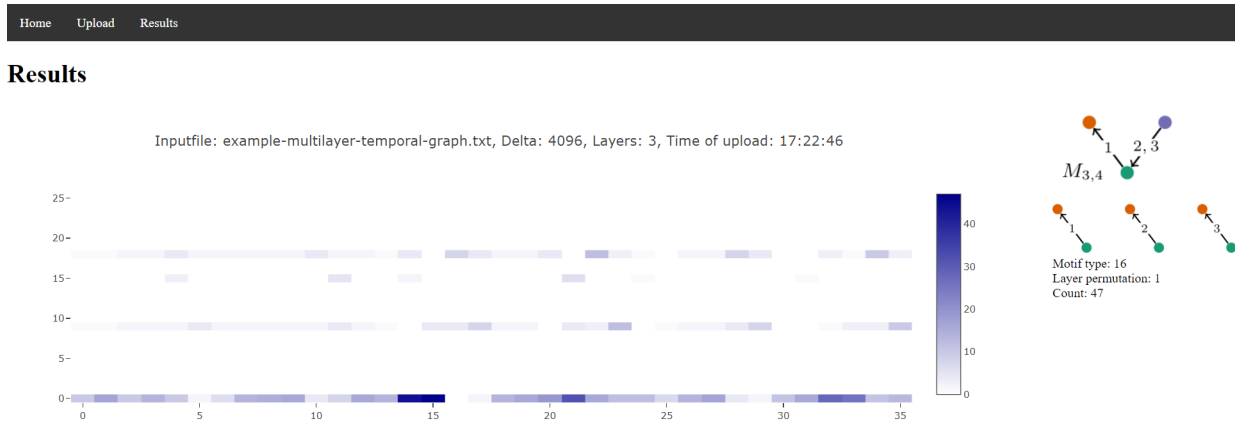 Home Upload Results
Results
Inputfile: example-multilayer-temporal-graph.txt, Delta: 4096, Layers: 3, Time of upload: 17:22:46
25
20
15
10
5
0
0 5 10 15 20 25 30 35
40
30
20
10
0
1 2, 3
M3,4
1 2 3
Motif type: 16
Layer permutation: 1
Count: 47